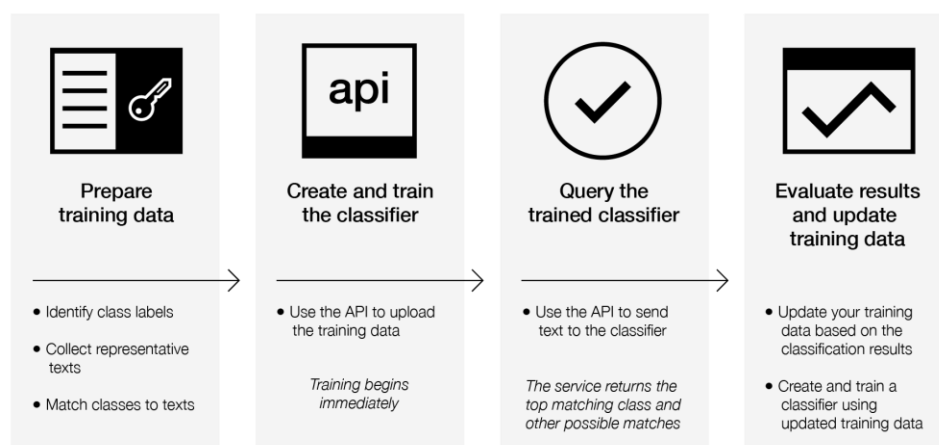 Prepare
training data
• Identify class labels
• Collect representative
texts
• Match classes to texts
api
Create and train
the classifier
• Use the API to upload
the training data
Training begins
immediately
Query the
trained classifier
• Use the API to send
text to the classifier
The service returns the
top matching class and
other possible matches
Evaluate results
and update
training data
• Update your training
data based on the
classification results
• Create and train a
classifier using
updated training data